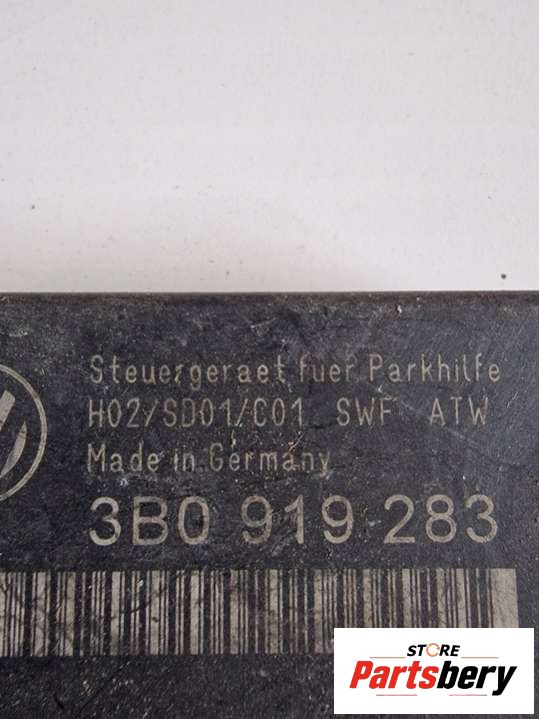 Steuergeraet fuer Parkhilfe
H02/SD01/C01 SWF ATW
Made in Germany
3B0 919 283
STORE
Partsbery